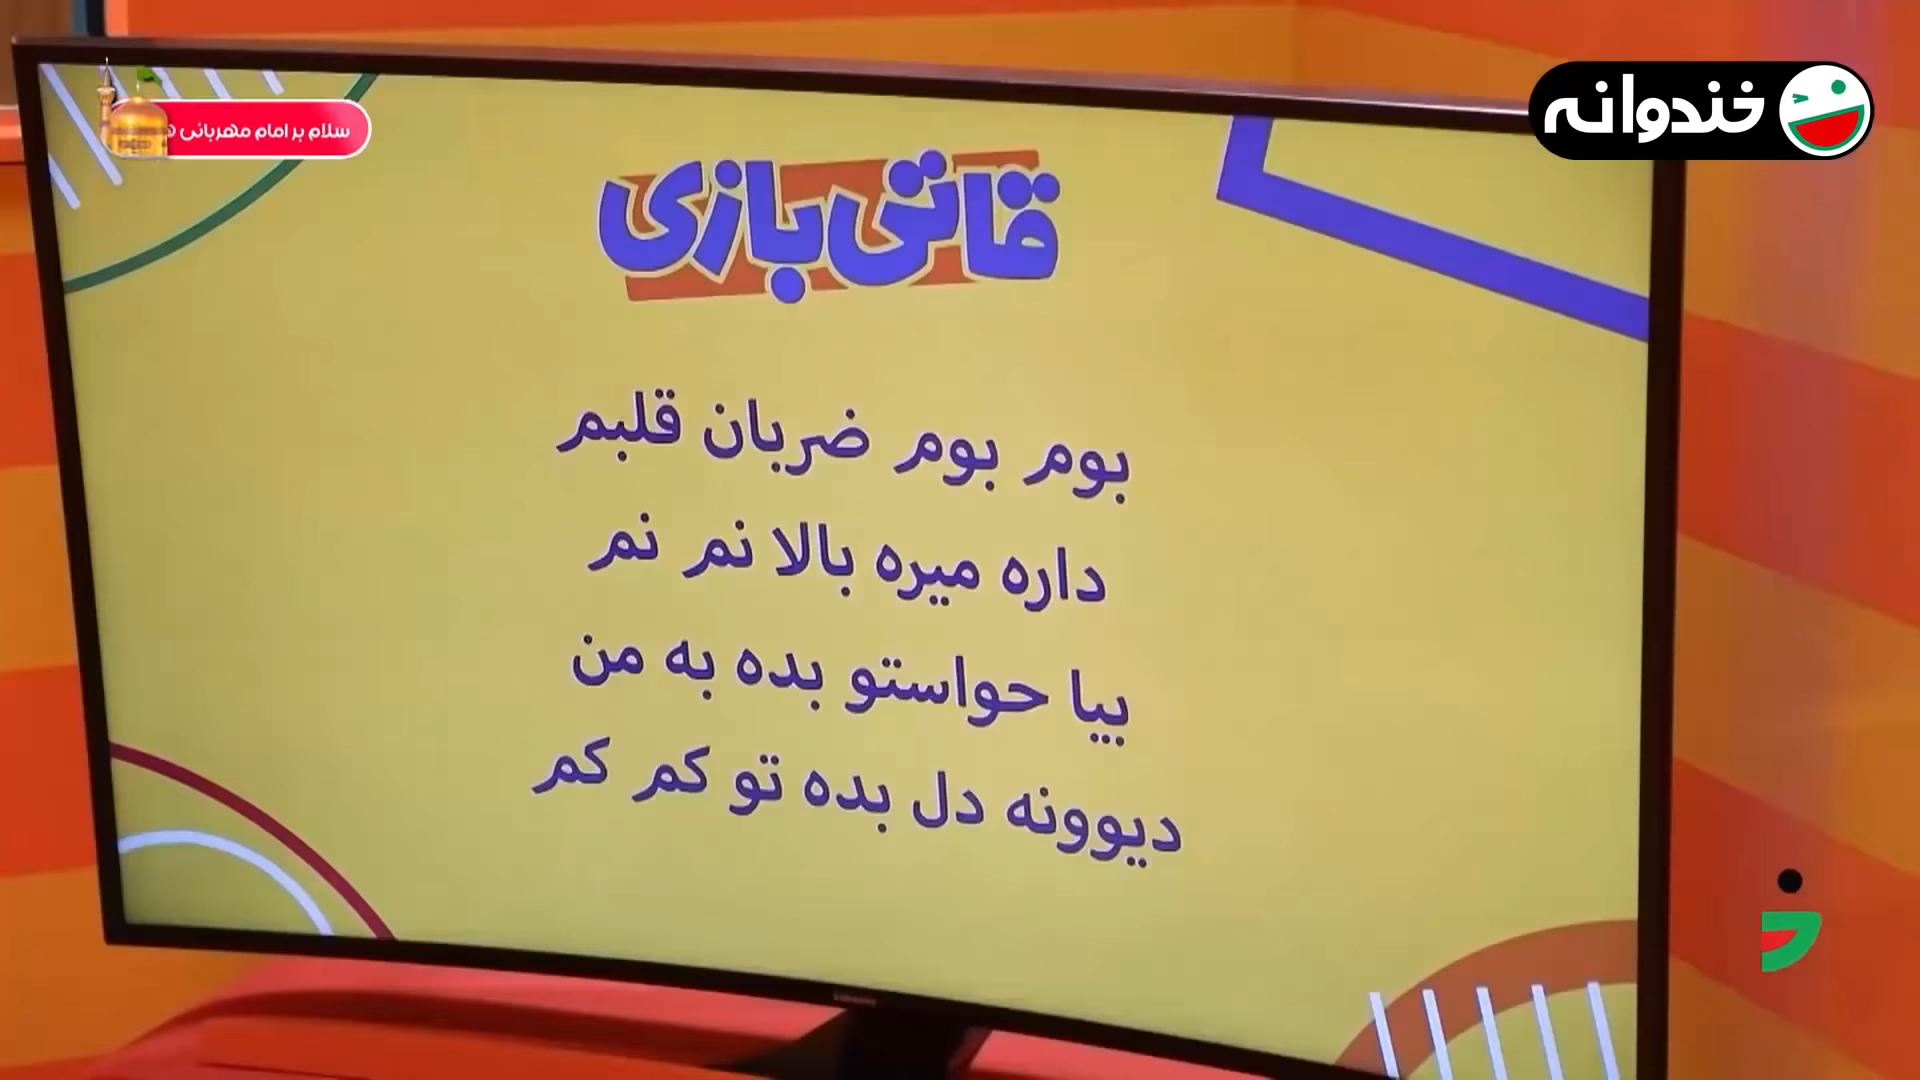 خندوانه
سلام بر امام مهربانی
قاتی بازی
بوم بوم ضربان قلبم
داره میره بالا نم نم
بیا حواستو بده به من
دیوونه دل بده تو کم کم